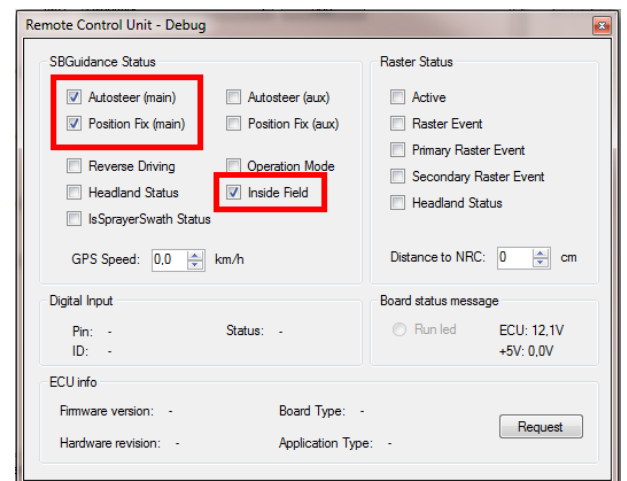 Remote Control Unit - Debug
SBGuidance Status
Autosteer (main)
Autosteer (aux)
Position Fix (main)
Position Fix (aux)
Reverse Driving
Operation Mode
Headland Status
Inside Field
IsSprayerSwath Status
GPS Speed: 0,0 km/h
Raster Status
Active
Raster Event
Primary Raster Event
Secondary Raster Event
Headland Status
Distance to NRC: 0 cm
Digital Input
Pin: - Status: -
ID: -
Board status message
Run led ECU: 12,1V
+5V: 0,0V
ECU info
Firmware version: - Board Type: -
Hardware revision: - Application Type: -
Request